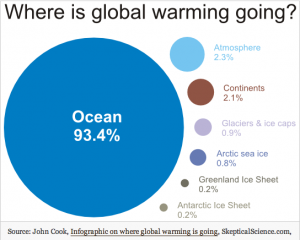 Where is global warming going?
Ocean
93.4%
Atmosphere
2.3%
Continents
2.1%
Glaciers & ice caps
0.9%
Arctic sea ice
0.8%
Greenland Ice Sheet
0.2%
Antarctic Ice Sheet
0.2%
Source: John Cook, Infographic on where global warming is going, SkepticalScience.com,